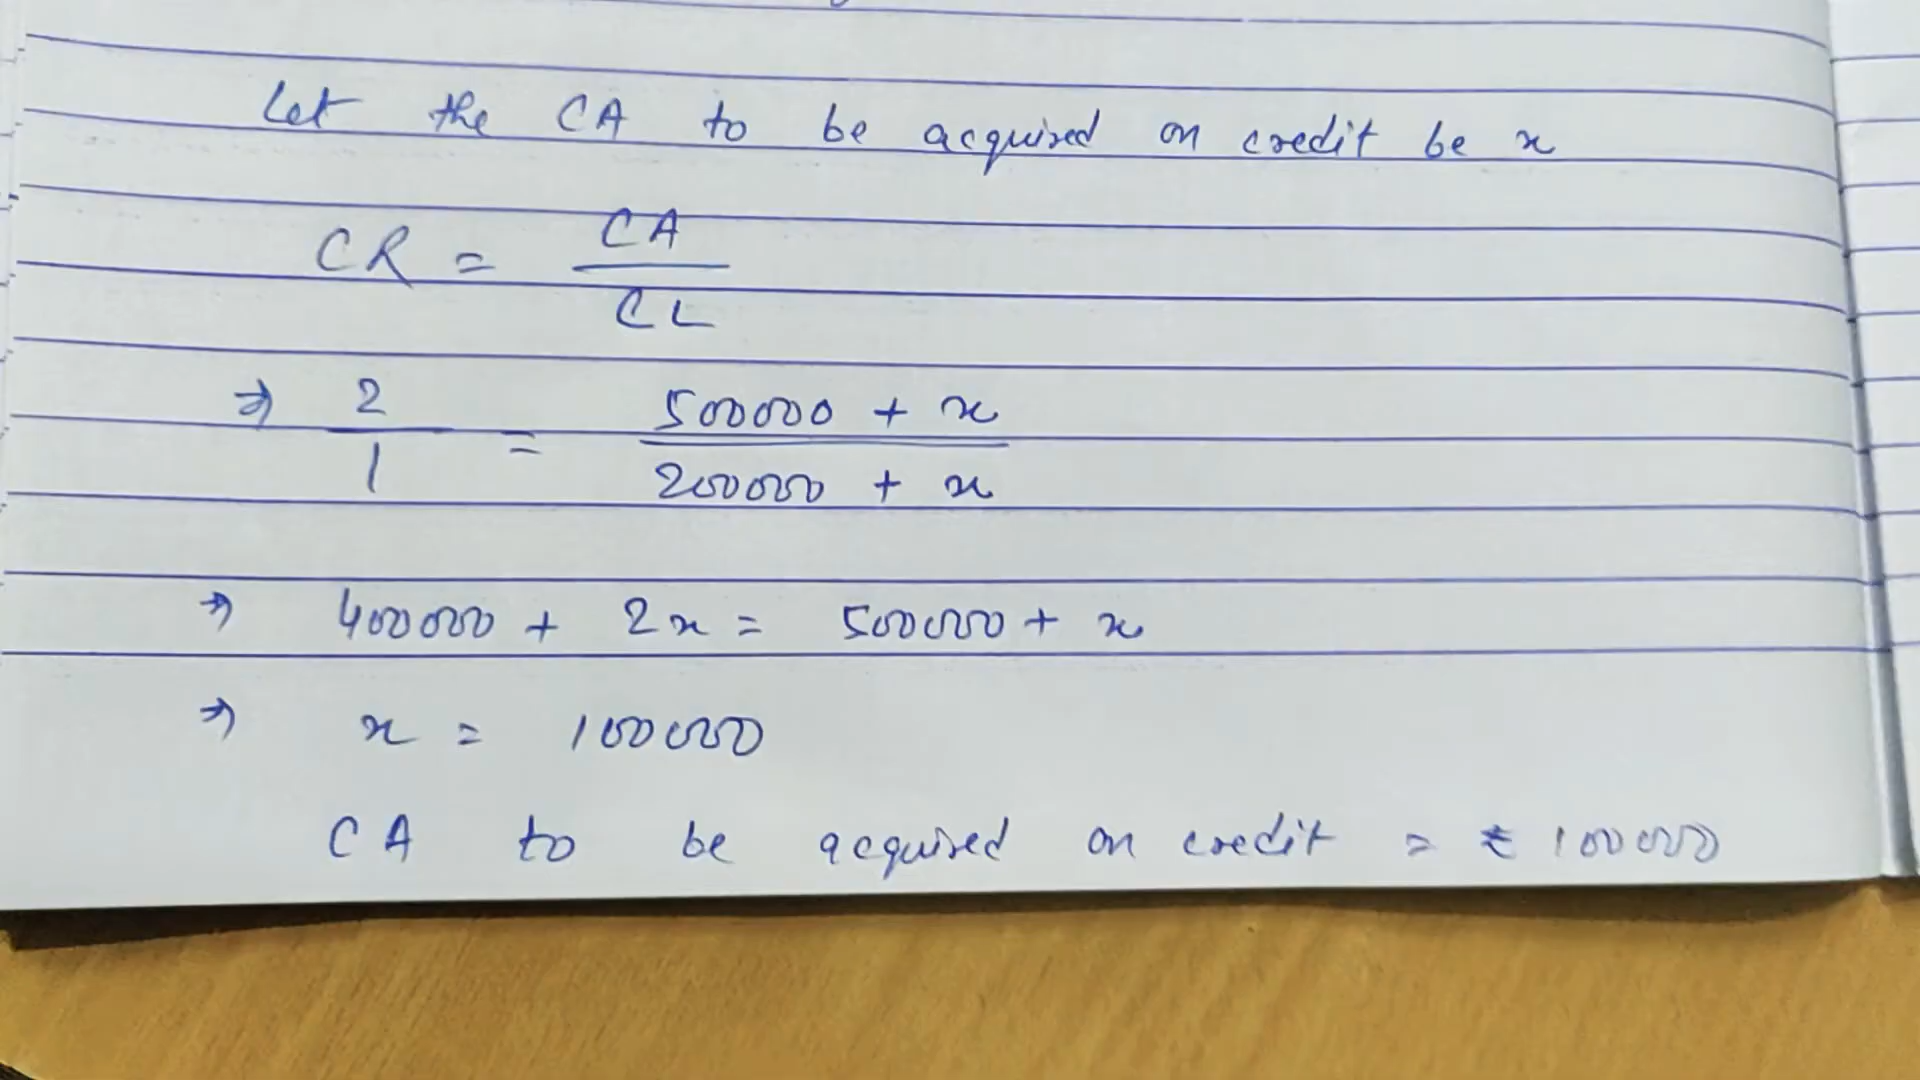 Let the CA to be acquired on credit be x
CR = CA / CL
⇒ 2 / 1 = 500000 + x / 200000 + x
⇒ 400000 + 2x = 500000 + x
⇒ x = 100000
CA to be acquired on credit = ₹ 100000